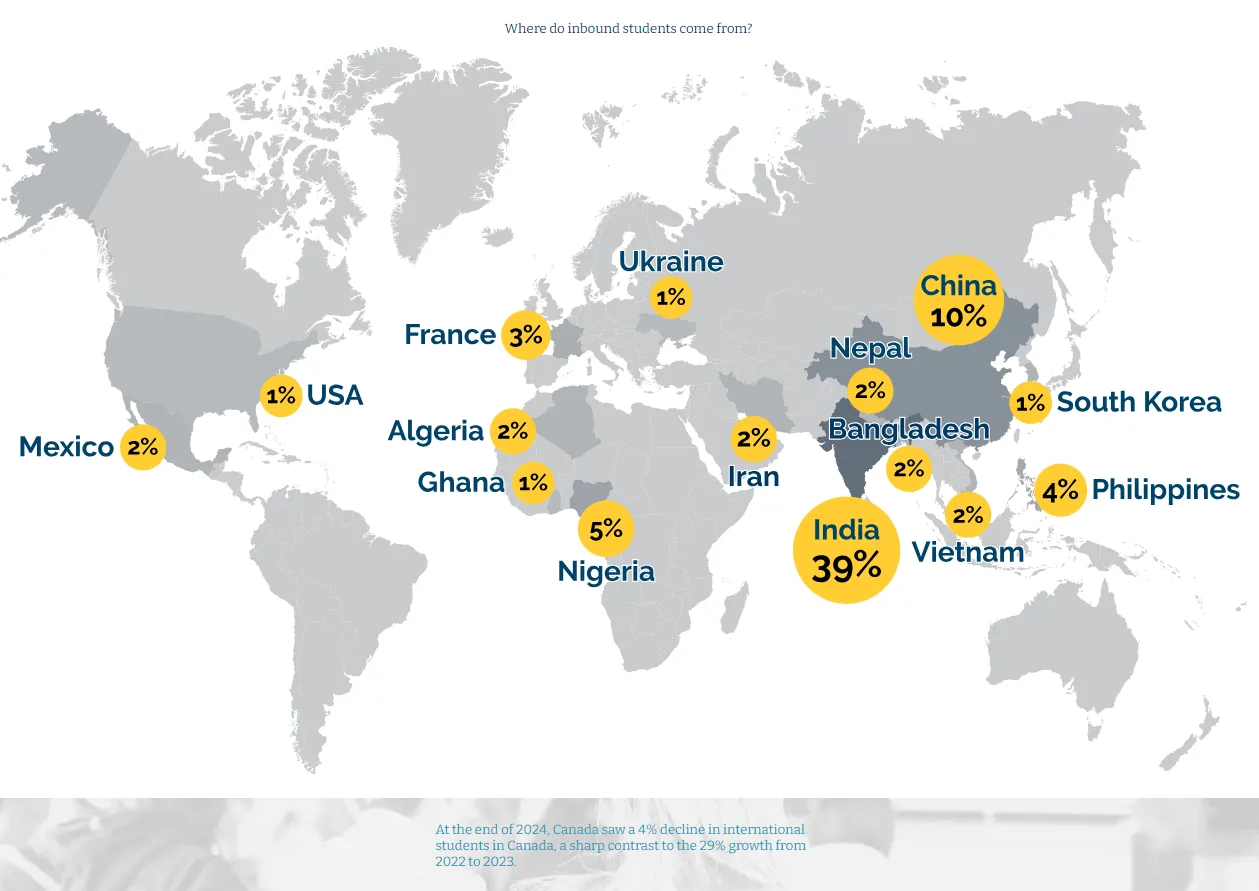 Where do inbound students come from?
Ukraine
1%
China
10%
France
3%
Nepal
2%
1%
USA
1%
South Korea
Mexico
2%
Algeria
2%
2%
Iran
Bangladesh
2%
Ghana
1%
4%
Philippines
5%
Nigeria
India
39%
2%
Vietnam
At the end of 2024, Canada saw a 4% decline in international
students in Canada, a sharp contrast to the 29% growth from
2022 to 2023.